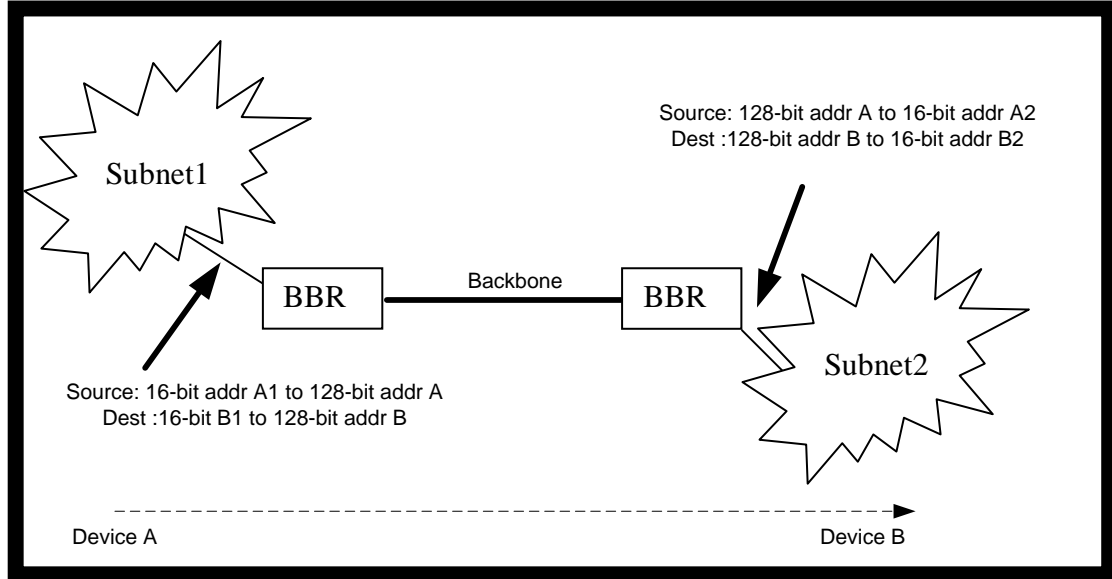 Source: 128-bit addr A to 16-bit addr A2
Dest :128-bit addr B to 16-bit addr B2
Subnet1
BBR
Backbone
BBR
Subnet2
Source: 16-bit addr A1 to 128-bit addr A
Dest :16-bit B1 to 128-bit addr B
Device A
Device B